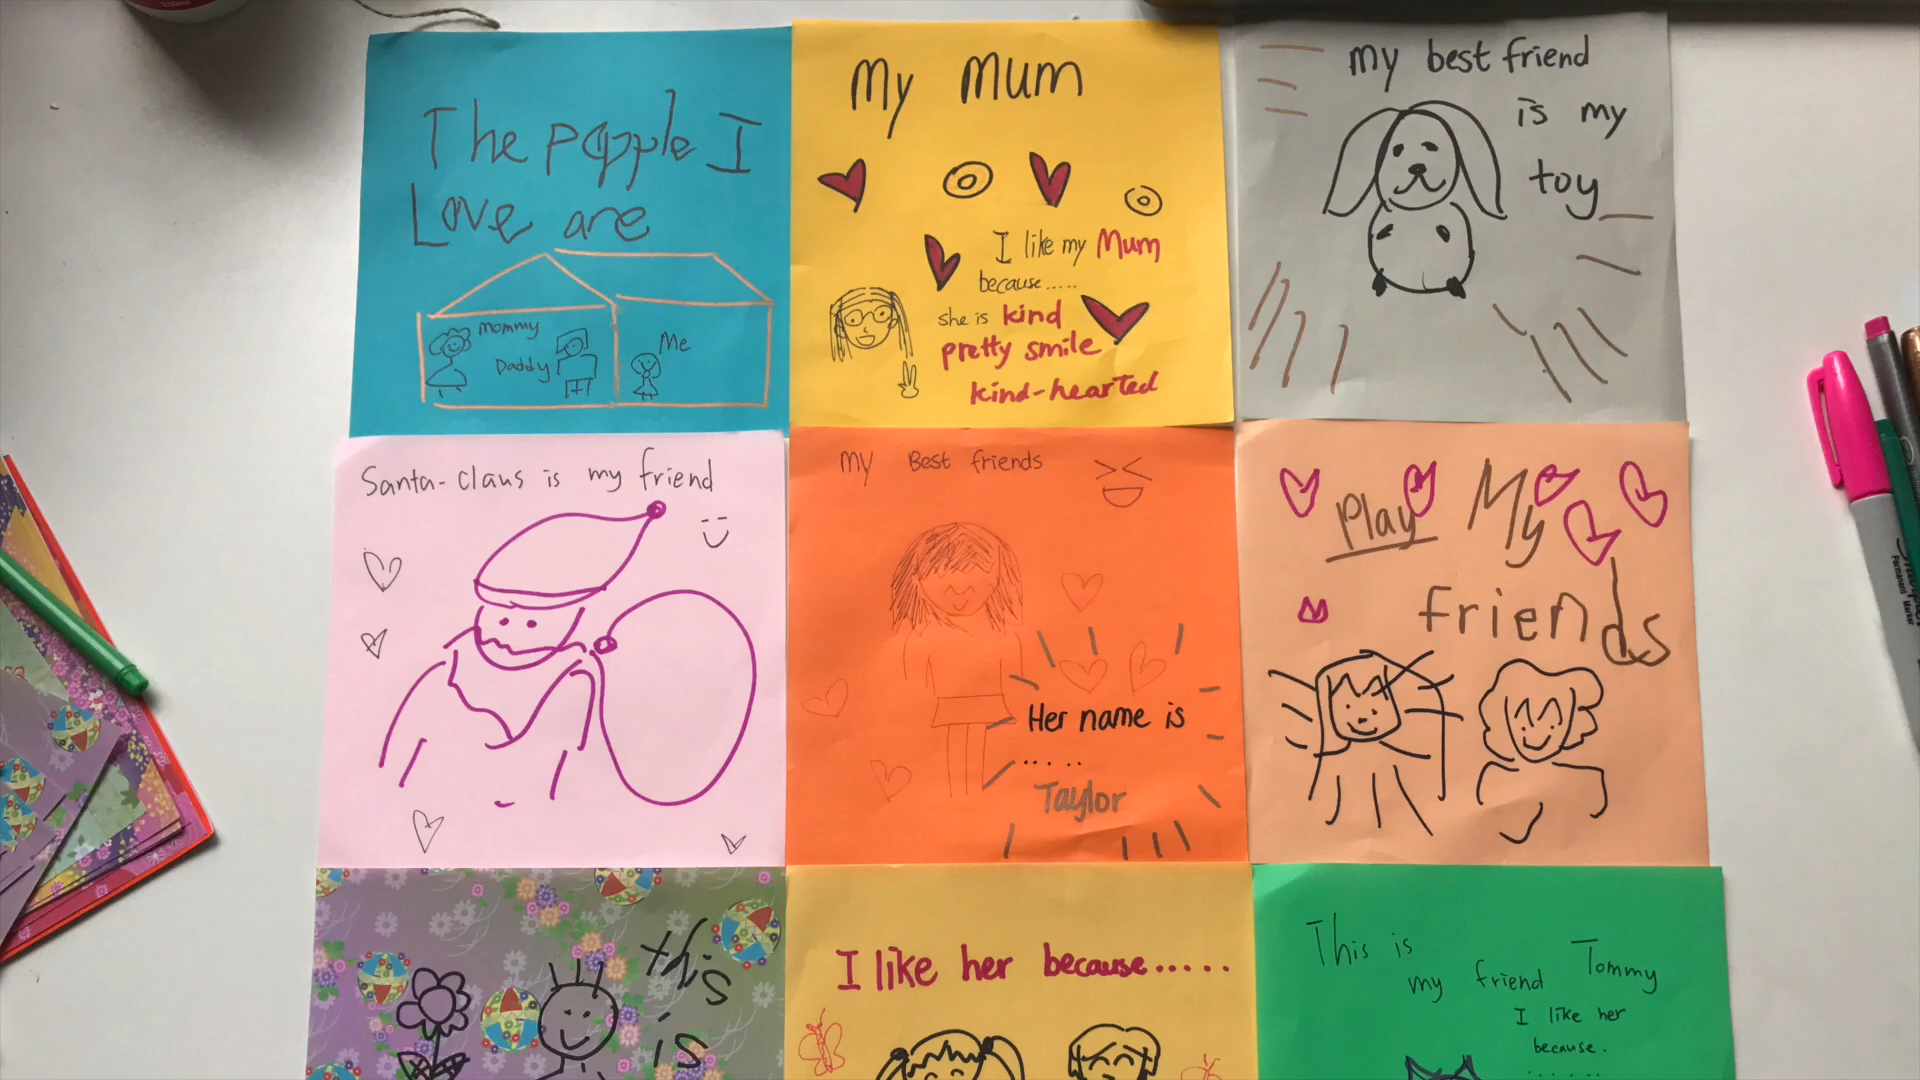 The people I
Love are
Mommy
Daddy
Me
My Mum
I like my Mum
because.....
she is kind
pretty smile
kind-hearted
my best friend
is my
toy
Santa-claus is my friend
my Best friends
Her name is
.....
Taylor
Play My
friends
this
is
I like her because.....
This is
my friend Tommy
I like her
because.
......